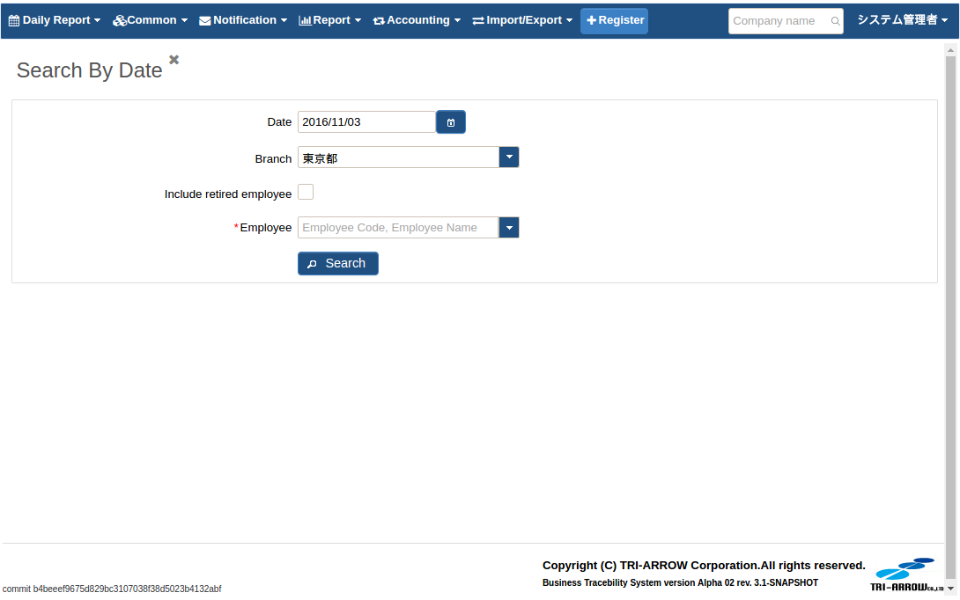 Daily Report Common Notification Report Accounting Import/Export Register Company name システム管理者
Search By Date
Date 2016/11/03
Branch 東京都
Include retired employee
*Employee Employee Code, Employee Name
Search
Copyright (C) TRI-ARROW Corporation.All rights reserved.
Business Tracebility System version Alpha 02 rev. 3.1-SNAPSHOT
TRI-ARROW
commit b4beeef9675d829bc3107038f38d5023b4132abf